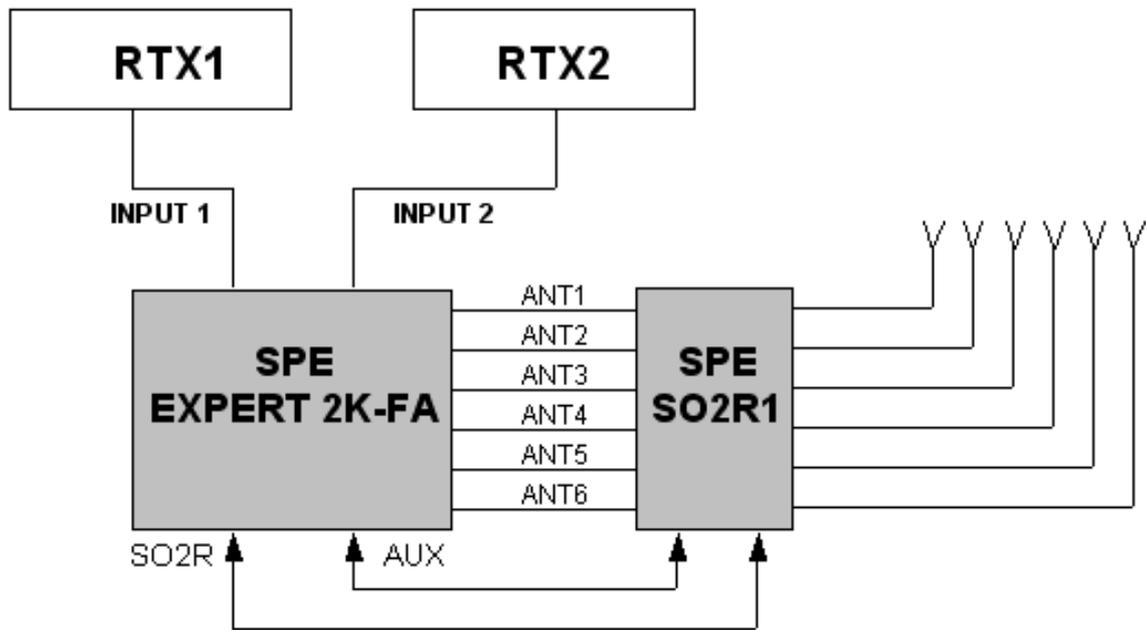 RTX1
RTX2
INPUT 1
INPUT 2
SPE
EXPERT 2K-FA
ANT1
ANT2
ANT3
ANT4
ANT5
ANT6
SPE
SO2R1
SO2R
AUX